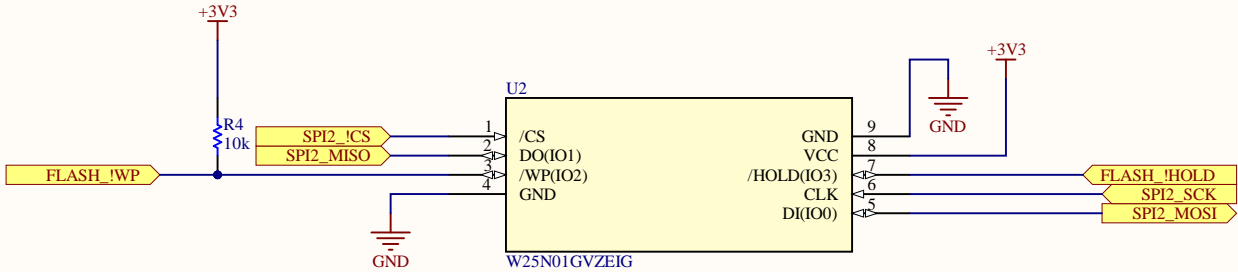 +3V3
+3V3
U2
R4
10k
SPI2_!CS
1
/CS
GND
9
GND
SPI2_MISO
2
DO(IO1)
VCC
8
FLASH_!WP
3
/WP(IO2)
/HOLD(IO3)
7
FLASH_!HOLD
4
GND
CLK
6
SPI2_SCK
DI(IO0)
5
SPI2_MOSI
GND
W25N01GVZEIG